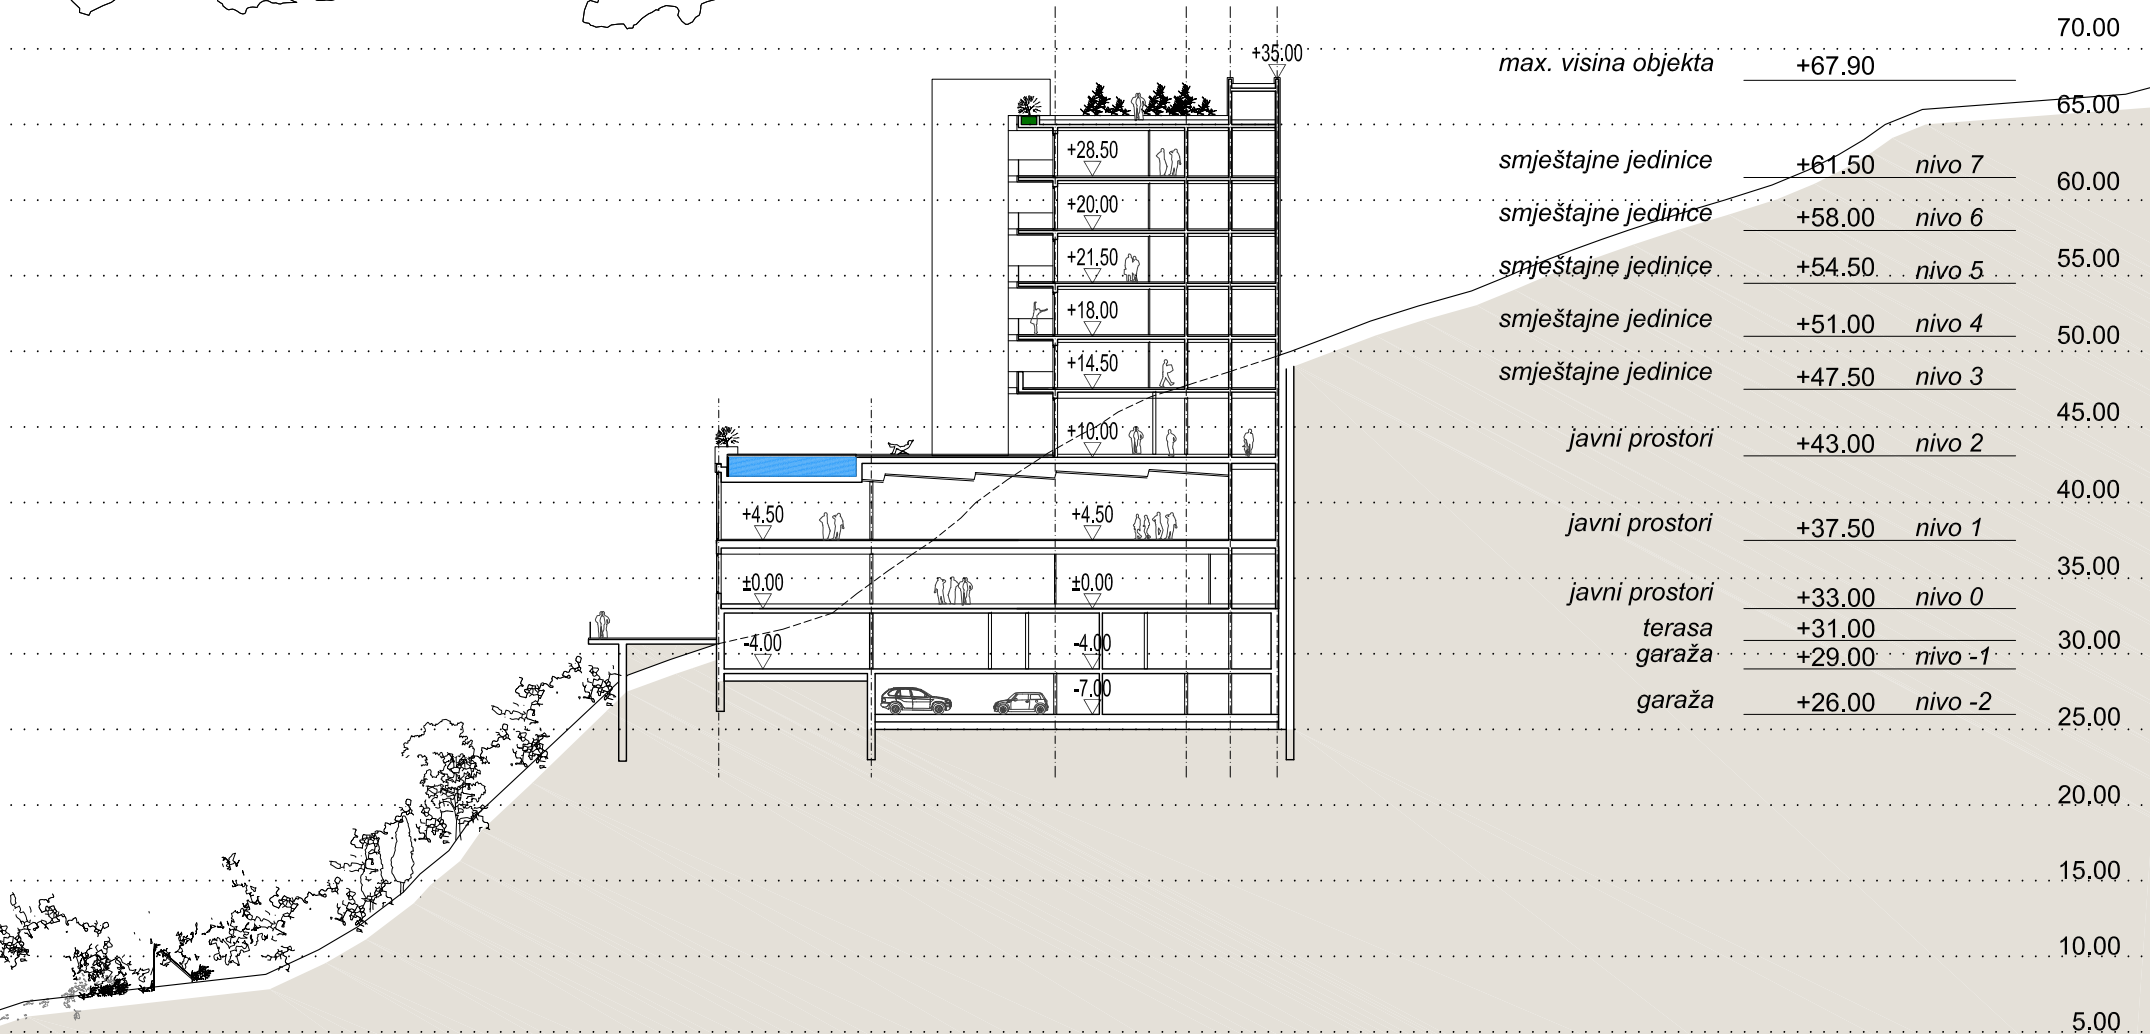 70.00
+35.00
max. visina objekta +67.90
65.00
+28.50
smještajne jedinice +61.50 nivo 7
60.00
+20.00
smještajne jedinice +58.00 nivo 6
+21.50
smještajne jedinice +54.50 nivo 5
55.00
+18.00
smještajne jedinice +51.00 nivo 4
50.00
+14.50
smještajne jedinice +47.50 nivo 3
45.00
+10.00
javni prostori +43.00 nivo 2
40.00
+4.50 +4.50
javni prostori +37.50 nivo 1
35.00
±0.00 ±0.00
javni prostori +33.00 nivo 0
terasa +31.00
30.00
-4.00 -4.00
garaža +29.00 nivo -1
-7.00
garaža +26.00 nivo -2
25.00
20.00
15.00
10.00
5.00